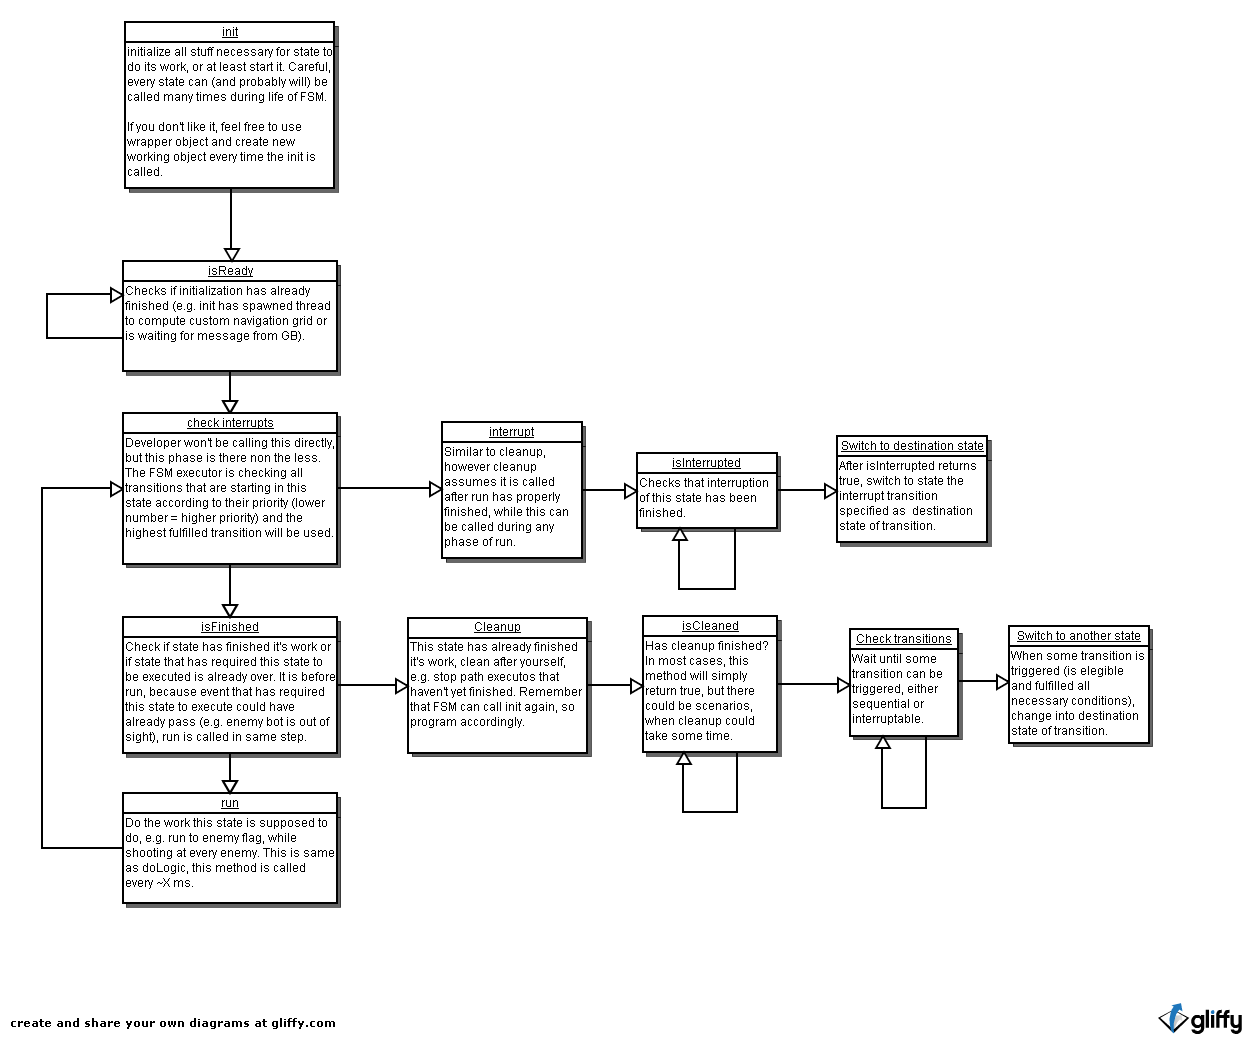 init
initialize all stuff necessary for state to
do its work, or at least start it. Careful,
every state can (and probably will) be
called many times during life of FSM.
If you don't like it, feel free to use
wrapper object and create new
working object every time the init is
called.
isReady
Checks if initialization has already
finished (e.g. init has spawned thread
to compute custom navigation grid or
is waiting for message from GB).
check interrupts
Developer won't be calling this directly,
but this phase is there non the less.
The FSM executor is checking all
transitions that are starting in this
state according to their priority (lower
number = higher priority) and the
highest fulfilled transition will be used.
interrupt
Similar to cleanup,
however cleanup
assumes it is called
after run has properly
finished, while this can
be called during any
phase of run.
isInterrupted
Checks that interruption
of this state has been
finished.
Switch to destination state
After isInterrupted returns
true, switch to state the
interrupt transition
specified as destination
state of transition.
isFinished
Check if state has finished it's work or
if state that has required this state to
be executed is already over. It is before
run, because event that has required
this state to execute could have
already pass (e.g. enemy bot is out of
sight), run is called in same step.
Cleanup
This state has already finished
it's work, clean after yourself,
e.g. stop path executos that
haven't yet finished. Remember
that FSM can call init again, so
program accordingly.
isCleaned
Has cleanup finished?
In most cases, this
method will simply
return true, but there
could be scenarios,
when cleanup could
take some time.
Check transitions
Wait until some
transition can be
triggered, either
sequential or
interruptable.
Switch to another state
When some transition is
triggered (is elegible
and fulfilled all
necessary conditions),
change into destination
state of transition.
run
Do the work this state is supposed to
do, e.g. run to enemy flag, while
shooting at every enemy. This is same
as doLogic, this method is called
every ~X ms.
create and share your own diagrams at gliffy.com
gliffy